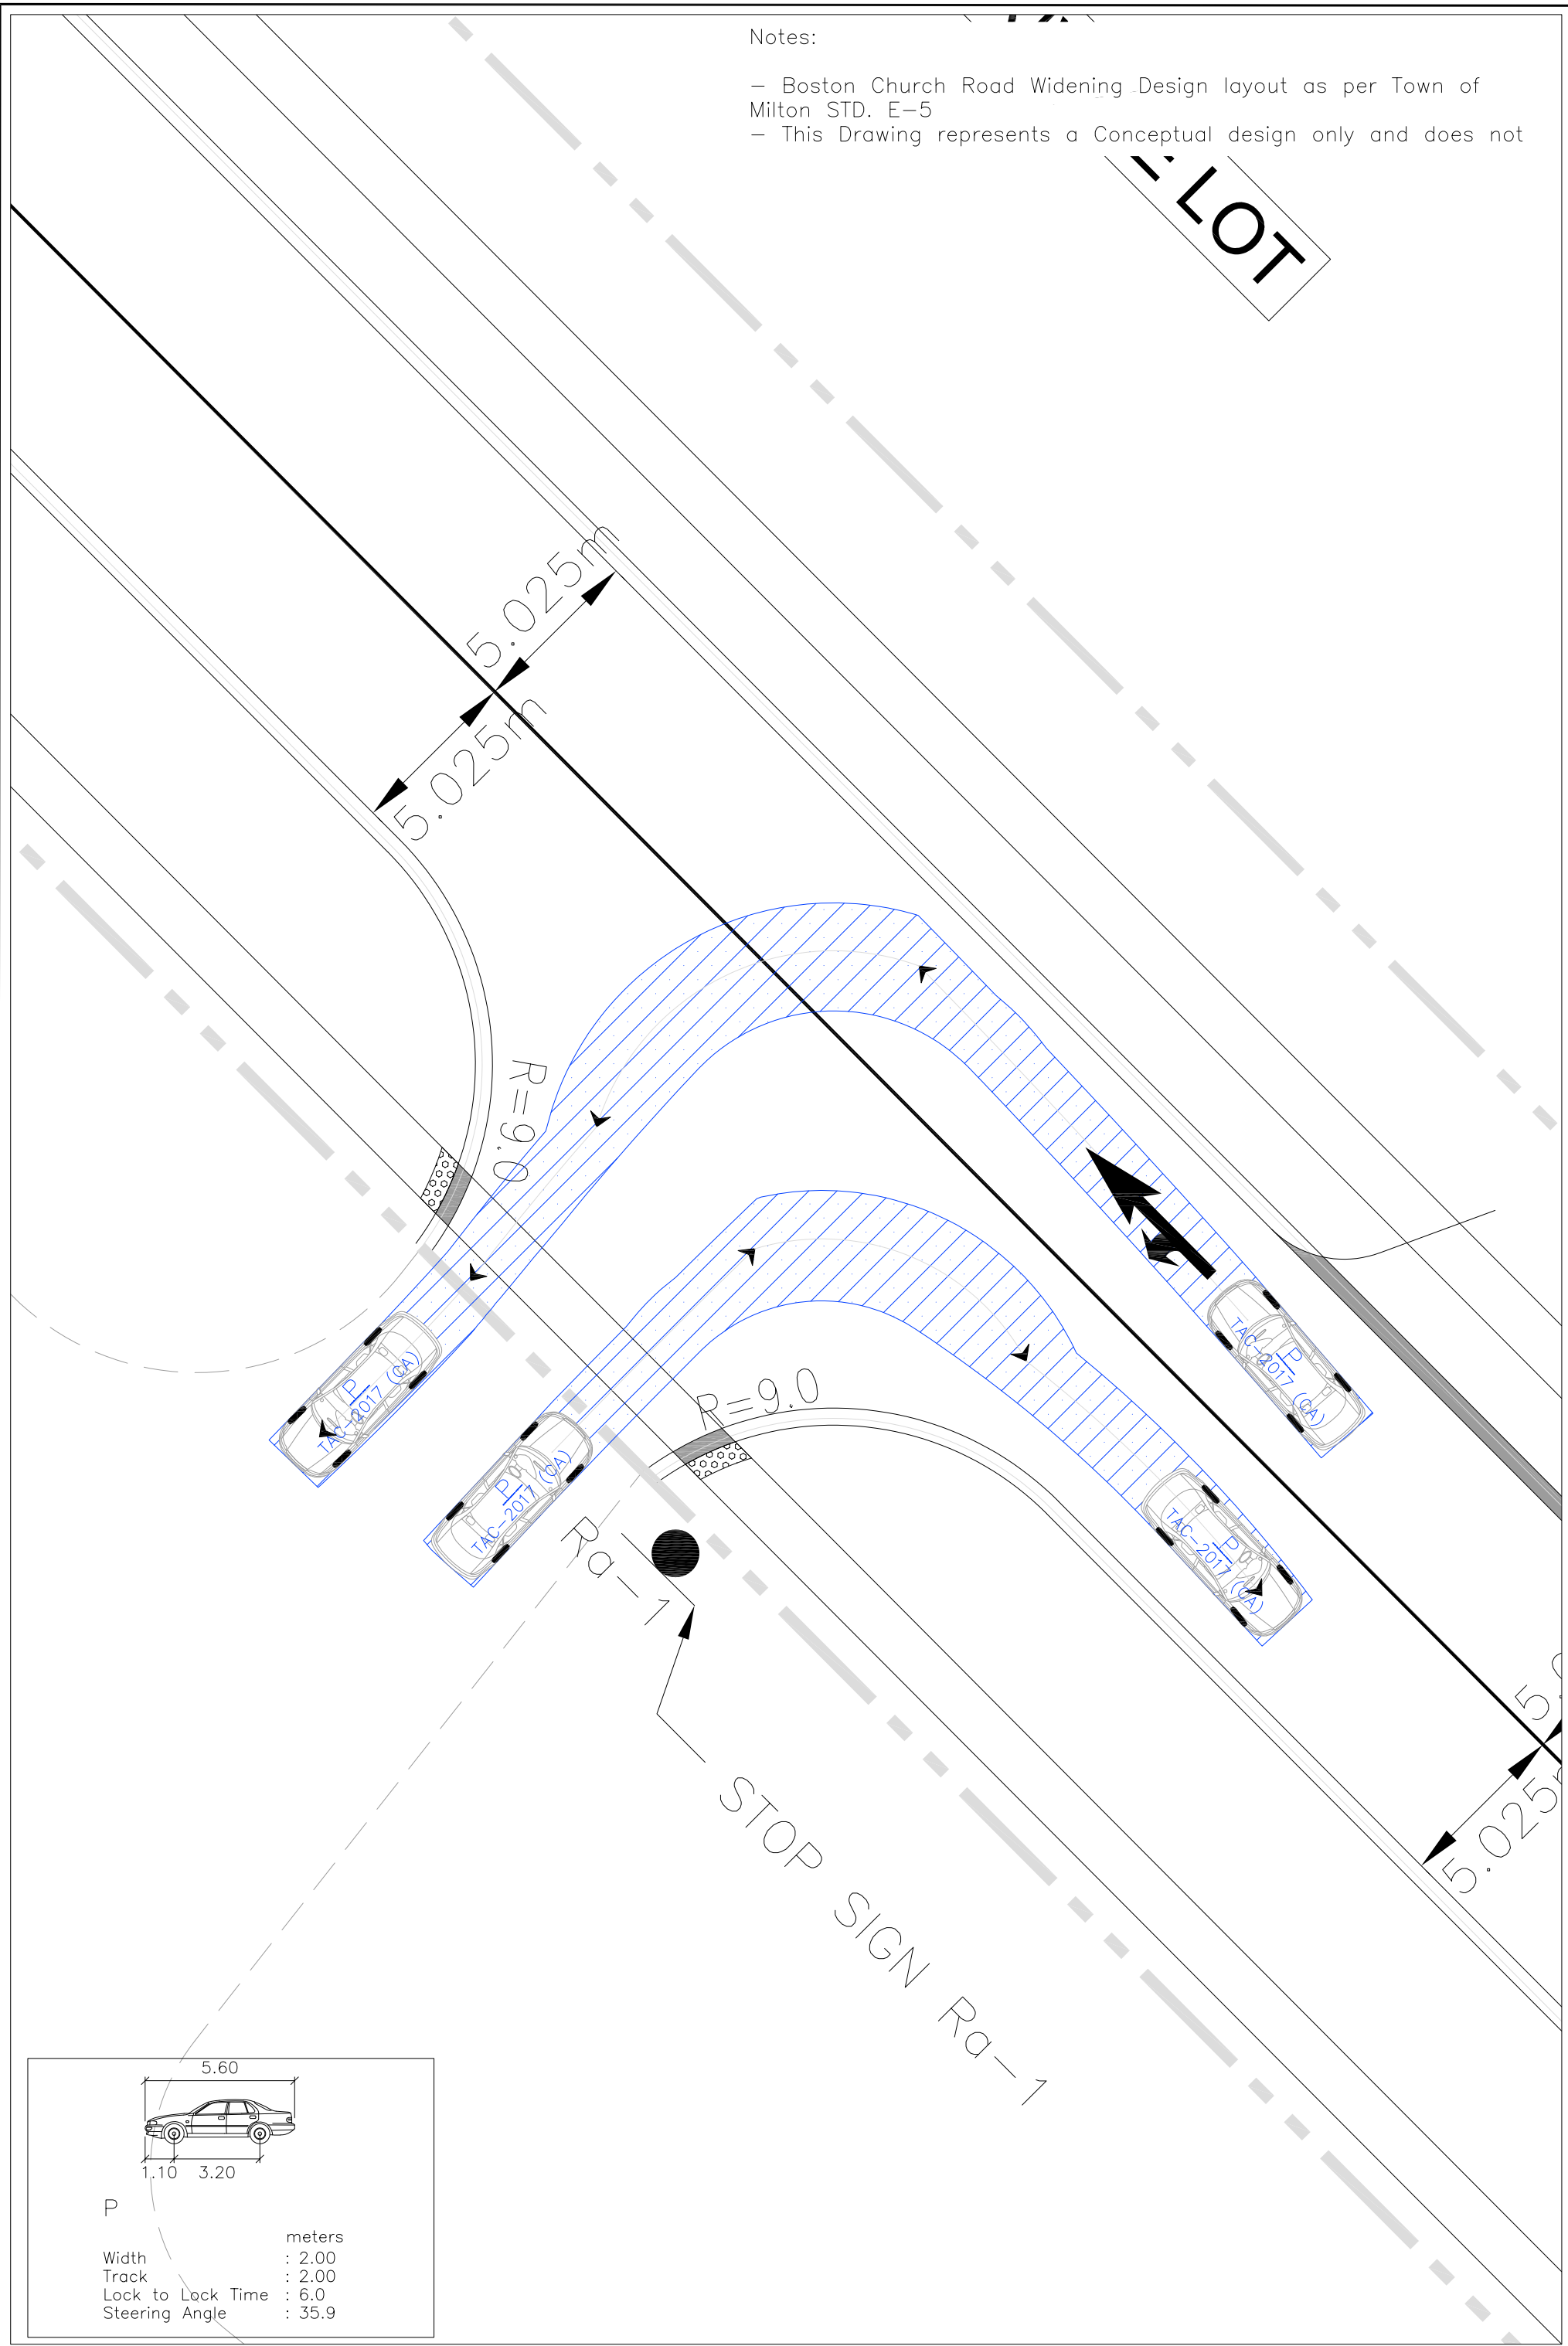 Notes:
– Boston Church Road Widening Design layout as per Town of
Milton STD. E–5
– This Drawing represents a Conceptual design only and does not
LOT
5.025m
5.025m
R=9.0
R=9.0
P
TAC–2017 (CA)
P
TAC–2017 (CA)
P
TAC–2017 (CA)
P
TAC–2017 (CA)
Ra–1
STOP SIGN Ra–1
5.025
5.60
1.10 3.20
P
meters
Width : 2.00
Track : 2.00
Lock to Lock Time : 6.0
Steering Angle : 35.9